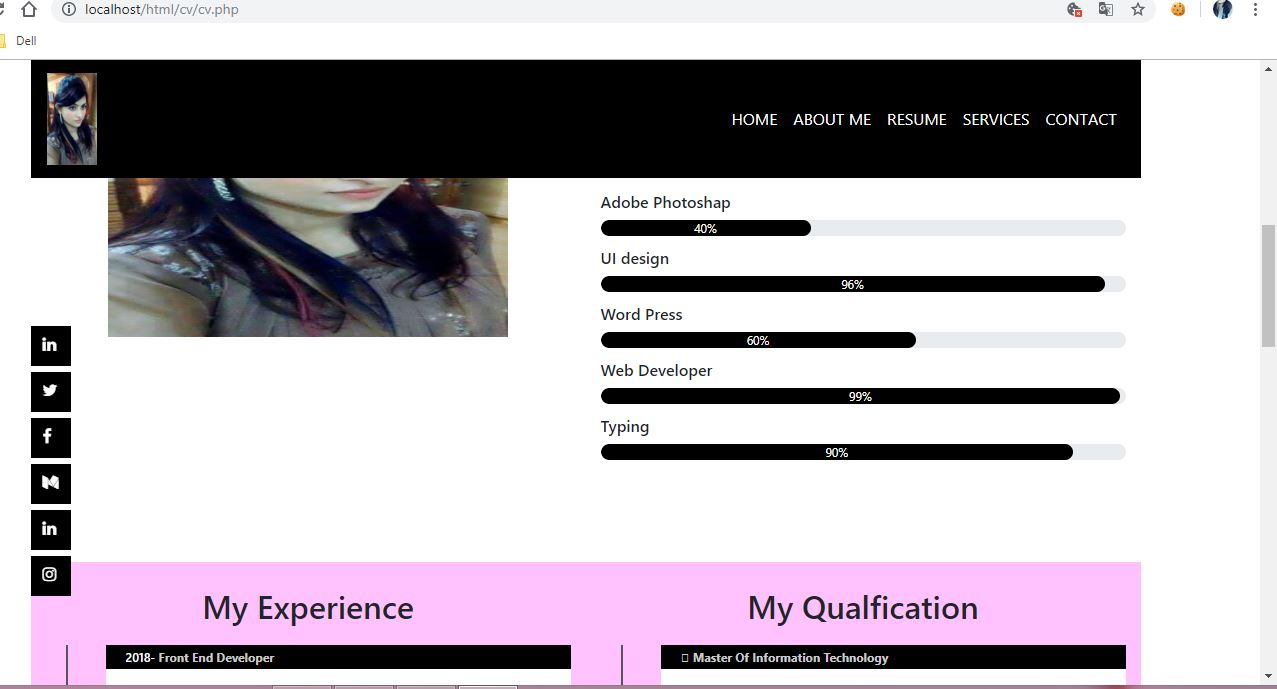 localhost/html/cv/cv.php
Dell
HOME ABOUT ME RESUME SERVICES CONTACT
Adobe Photoshap
40%
UI design
96%
Word Press
60%
Web Developer
99%
Typing
90%
My Experience
2018- Front End Developer
My Qualfication
Master Of Information Technology